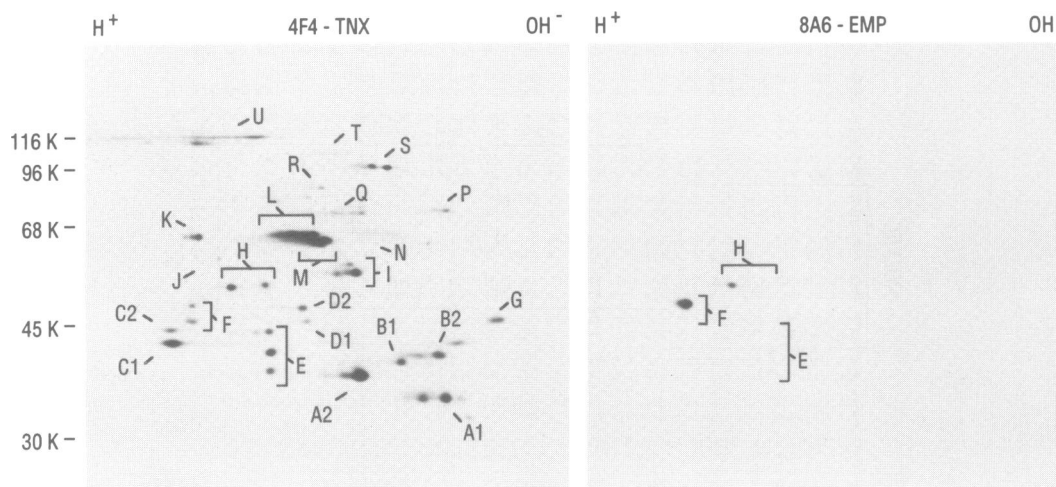 H+ 4F4 - TNX OH- H+ 8A6 - EMP OH
U
T
116 K
S
96 K
R
L
Q
P
K
68 K
H
N
H
J
M
I
D2
G
C2
F
F
45 K
B1
B2
D1
C1
E
E
A2
A1
30 K